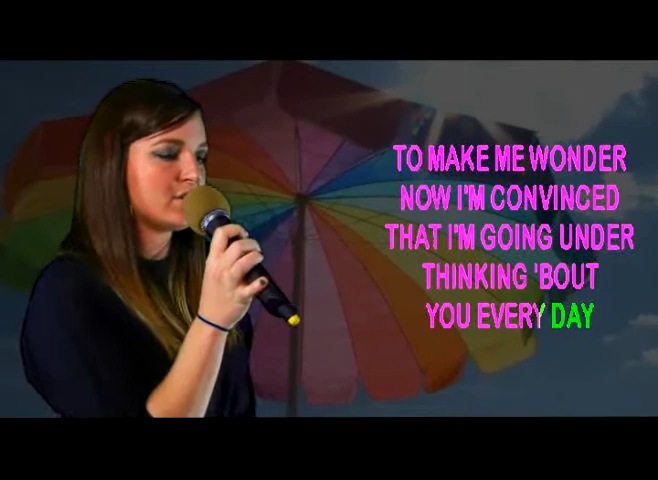 TO MAKE ME WONDER
NOW I'M CONVINCED
THAT I'M GOING UNDER
THINKING 'BOUT
YOU EVERY DAY